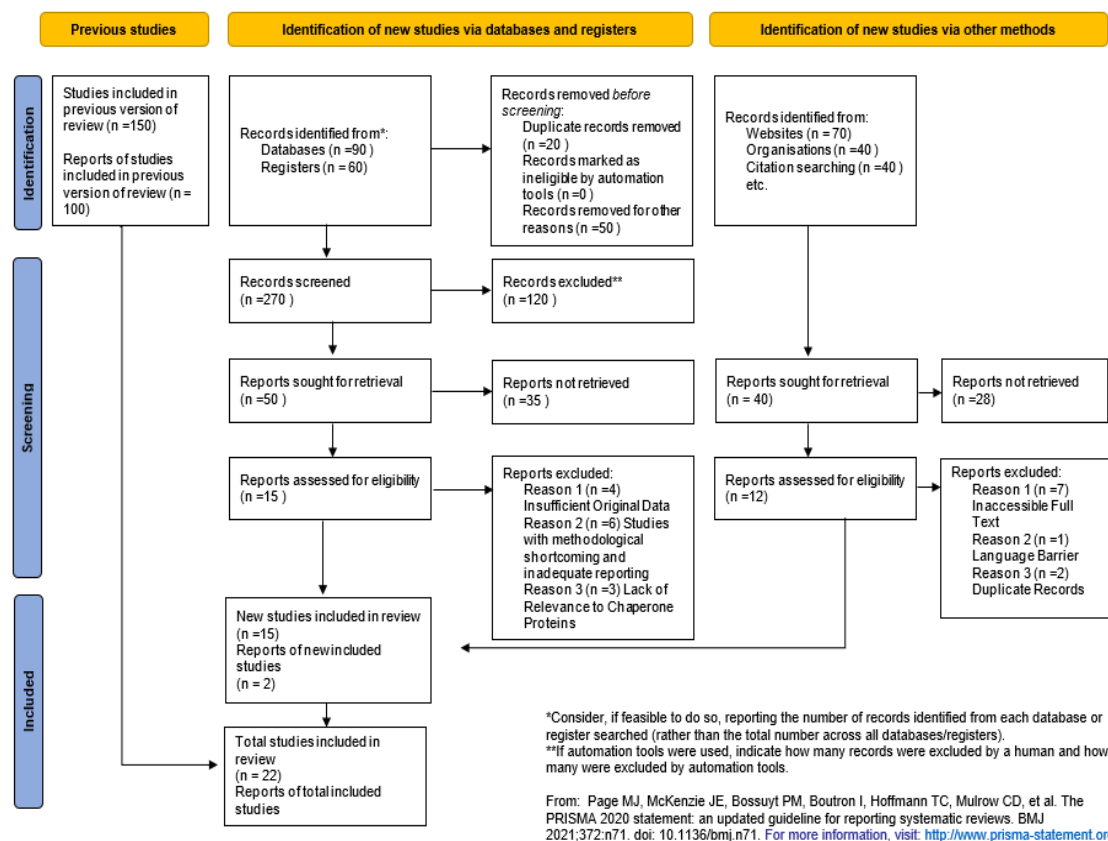 Previous studies
Identification of new studies via databases and registers
Identification of new studies via other methods
Identification
Studies included in
previous version of
review (n =150)
Reports of studies
included in previous
version of review (n =
100)
Records identified from*:
Databases (n =90 )
Registers (n = 60)
Records removed before
screening:
Duplicate records removed
(n =20 )
Records marked as
ineligible by automation
tools (n =0 )
Records removed for other
reasons (n =50 )
Records identified from:
Websites (n = 70)
Organisations (n =40 )
Citation searching (n =40 )
etc.
Screening
Records screened
(n =270 )
Records excluded**
(n =120 )
Reports sought for retrieval
(n =50 )
Reports not retrieved
(n =35 )
Reports sought for retrieval
(n = 40)
Reports not retrieved
(n =28)
Reports assessed for eligibility
(n =15 )
Reports excluded:
Reason 1 (n =4)
Insufficient Original Data
Reason 2 (n =6) Studies
with methodological
shortcoming and
inadequate reporting
Reason 3 (n =3) Lack of
Relevance to Chaperone
Proteins
Reports assessed for eligibility
(n =12)
Reports excluded:
Reason 1 (n =7)
Inaccessible Full
Text
Reason 2 (n =1)
Language Barrier
Reason 3 (n =2)
Duplicate Records
Included
New studies included in review
(n =15)
Reports of new included
studies
(n = 2)
Total studies included in
review
(n = 22)
Reports of total included
studies
*Consider, if feasible to do so, reporting the number of records identified from each database or
register searched (rather than the total number across all databases/registers).
**If automation tools were used, indicate how many records were excluded by a human and how
many were excluded by automation tools.
From: Page MJ, McKenzie JE, Bossuyt PM, Boutron I, Hoffmann TC, Mulrow CD, et al. The
PRISMA 2020 statement: an updated guideline for reporting systematic reviews. BMJ
2021;372:n71. doi: 10.1136/bmj.n71. For more information, visit: http://www.prisma-statement.org